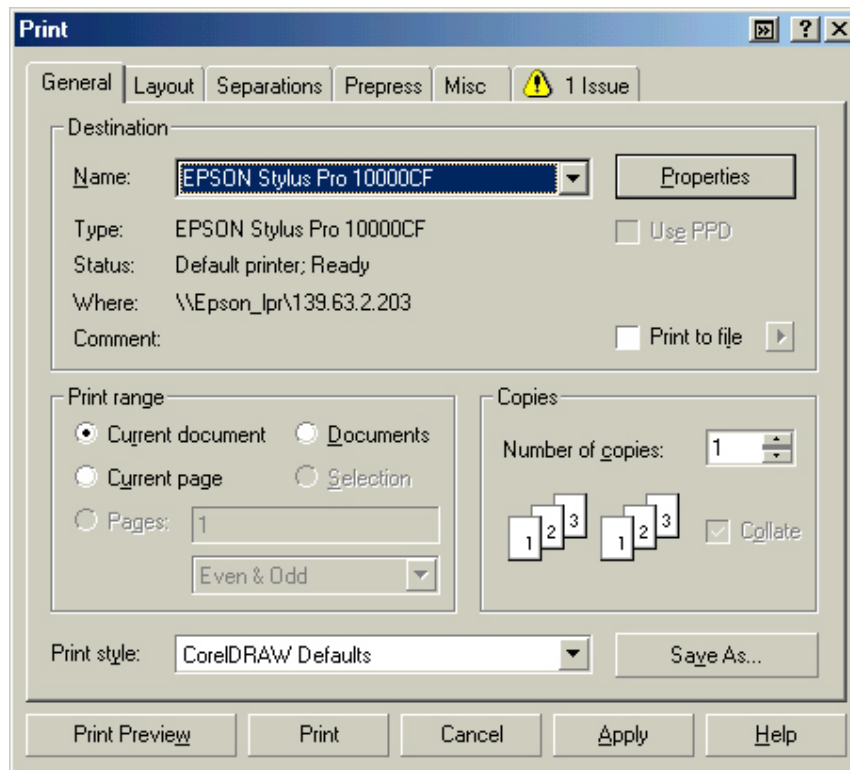 Print
General Layout Separations Prepress Misc 1 Issue
Destination
Name: EPSON Stylus Pro 10000CF Properties
Type: EPSON Stylus Pro 10000CF Use PPD
Status: Default printer; Ready
Where: \\Epson_lpr\139.63.2.203
Comment: Print to file
Print range Copies
Current document Documents
Number of copies: 1
Current page Selection
Pages: 1
1 2 3 1 2 3 Collate
Even & Odd
Print style: CorelDRAW Defaults Save As...
Print Preview Print Cancel Apply Help